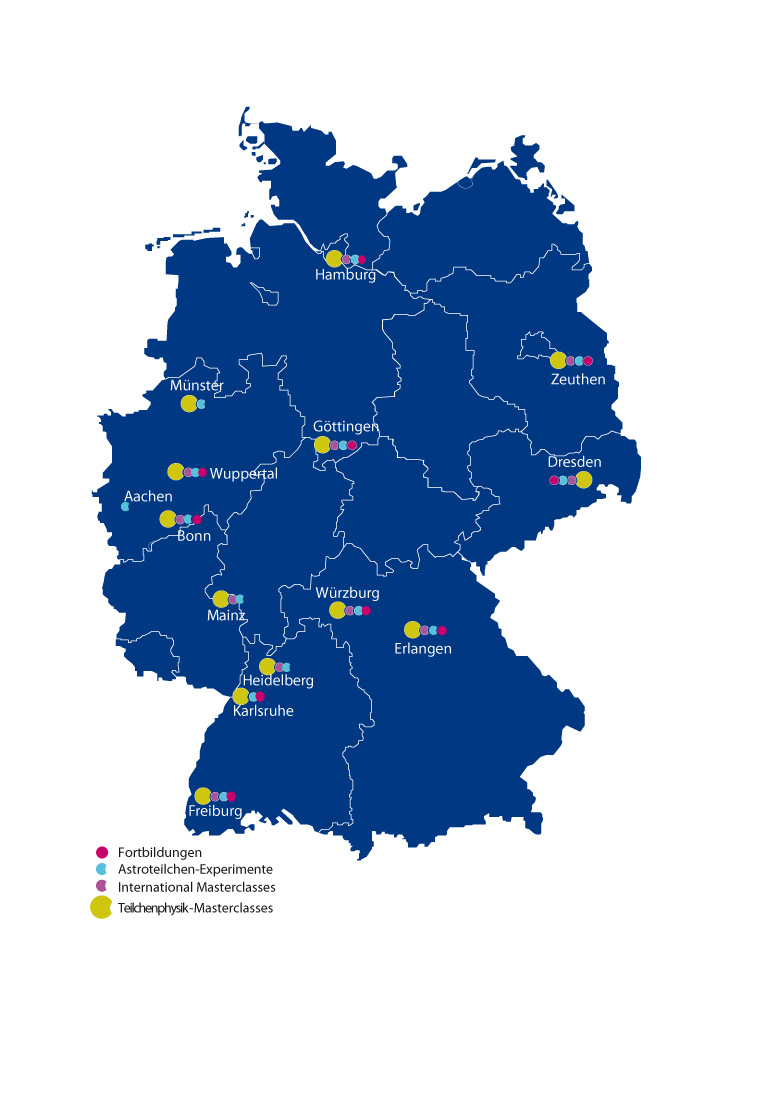 Hamburg
Zeuthen
Münster
Göttingen
Dresden
Wuppertal
Aachen
Bonn
Würzburg
Mainz
Erlangen
Heidelberg
Karlsruhe
Freiburg
Fortbildungen
Astroteilchen-Experimente
International Masterclasses
Teilchenphysik-Masterclasses